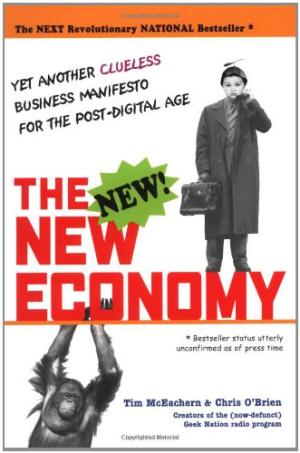 The NEXT Revolutionary NATIONAL Bestseller *
YET ANOTHER CLUELESS
BUSINESS MANIFESTO
FOR THE POST-DIGITAL AGE
THE NEW!
NEW
ECONOMY
* Bestseller status utterly
unconfirmed as of press time
Tim McEachern & Chris O'Brien
Creators of the (now-defunct)
Geek Nation radio program